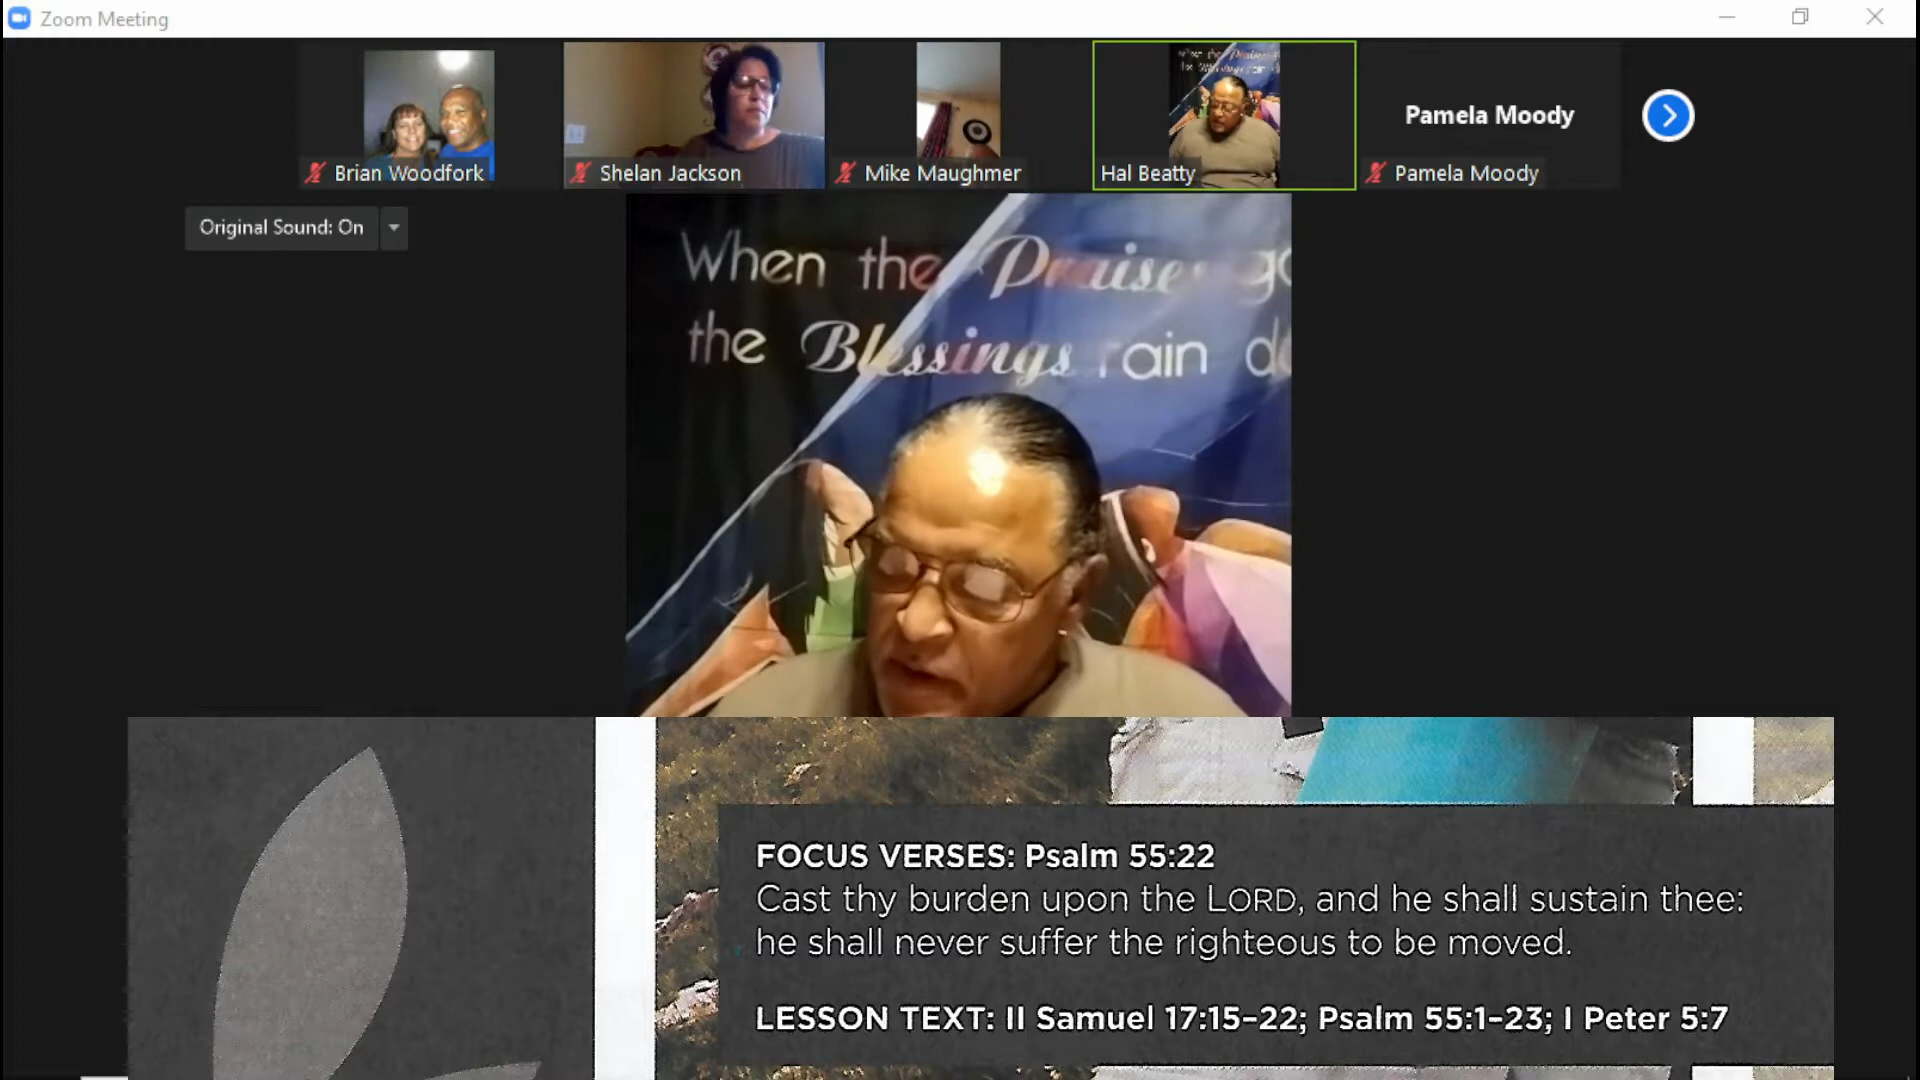 Zoom Meeting
Brian Woodfork
Shelan Jackson
Mike Maughmer
Hal Beatty
Pamela Moody
Pamela Moody
Original Sound: On
When the Praises go
the Blessings rain
FOCUS VERSES: Psalm 55:22
Cast thy burden upon the LORD, and he shall sustain thee:
he shall never suffer the righteous to be moved.
LESSON TEXT: II Samuel 17:15–22; Psalm 55:1–23; I Peter 5:7